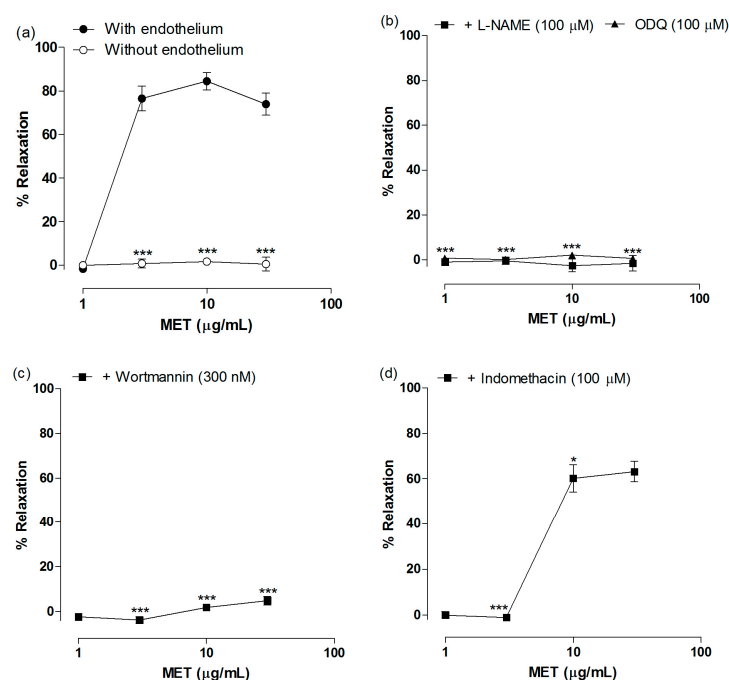 (a)
With endothelium
Without endothelium
100
80
60
40
20
0
% Relaxation
*** *** ***
1 10 100
MET (μg/mL)
(b)
+ L-NAME (100 μM) ODQ (100 μM)
100
80
60
40
20
0
% Relaxation
*** *** *** ***
1 10 100
MET (μg/mL)
(c)
+ Wortmannin (300 nM)
100
80
60
40
20
0
% Relaxation
*** *** ***
1 10 100
MET (μg/mL)
(d)
+ Indomethacin (100 μM)
100
80
60
40
20
0
% Relaxation
*
***
1 10 100
MET (μg/mL)